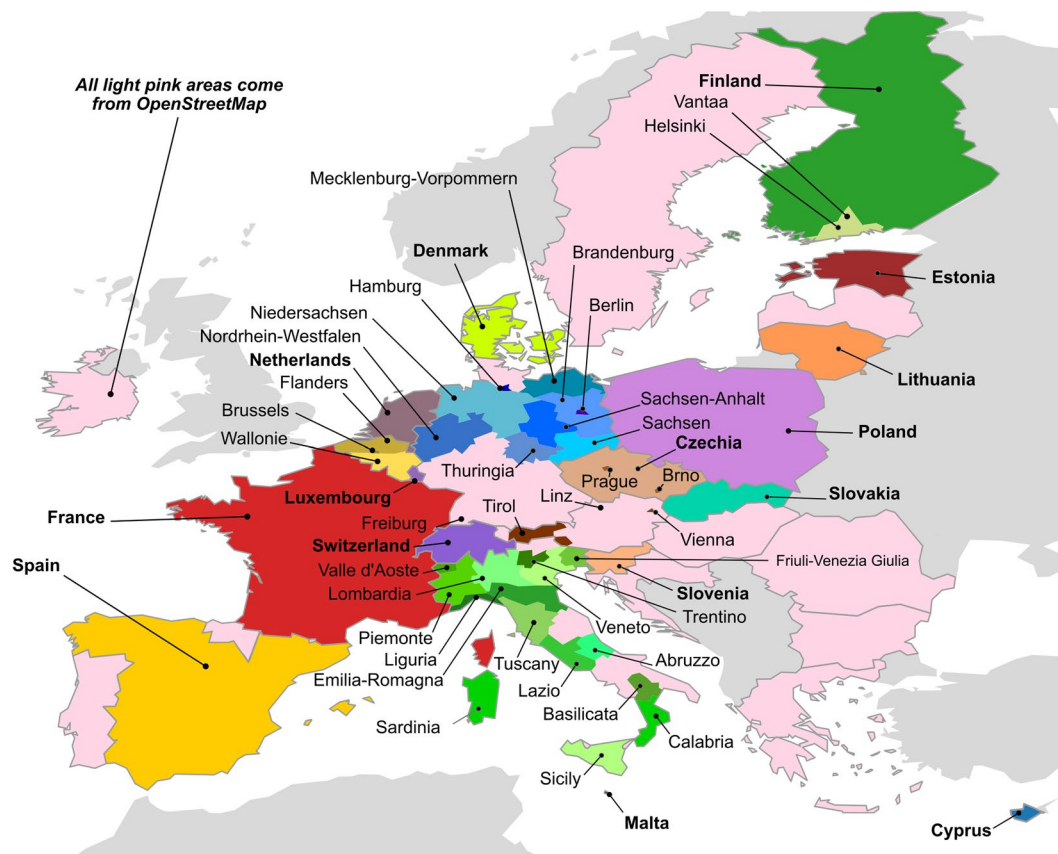 All light pink areas come
from OpenStreetMap
Finland
Vantaa
Helsinki
Mecklenburg-Vorpommern
Denmark
Brandenburg
Hamburg
Berlin
Estonia
Niedersachsen
Nordrhein-Westfalen
Netherlands
Flanders
Lithuania
Brussels
Wallonie
Sachsen-Anhalt
Sachsen
Poland
Czechia
Thuringia
Prague
Brno
Luxembourg
Linz
Slovakia
France
Freiburg
Tirol
Vienna
Switzerland
Spain
Valle d'Aoste
Friuli-Venezia Giulia
Lombardia
Slovenia
Trentino
Piemonte
Veneto
Liguria
Tuscany
Abruzzo
Emilia-Romagna
Lazio
Basilicata
Sardinia
Calabria
Sicily
Malta
Cyprus